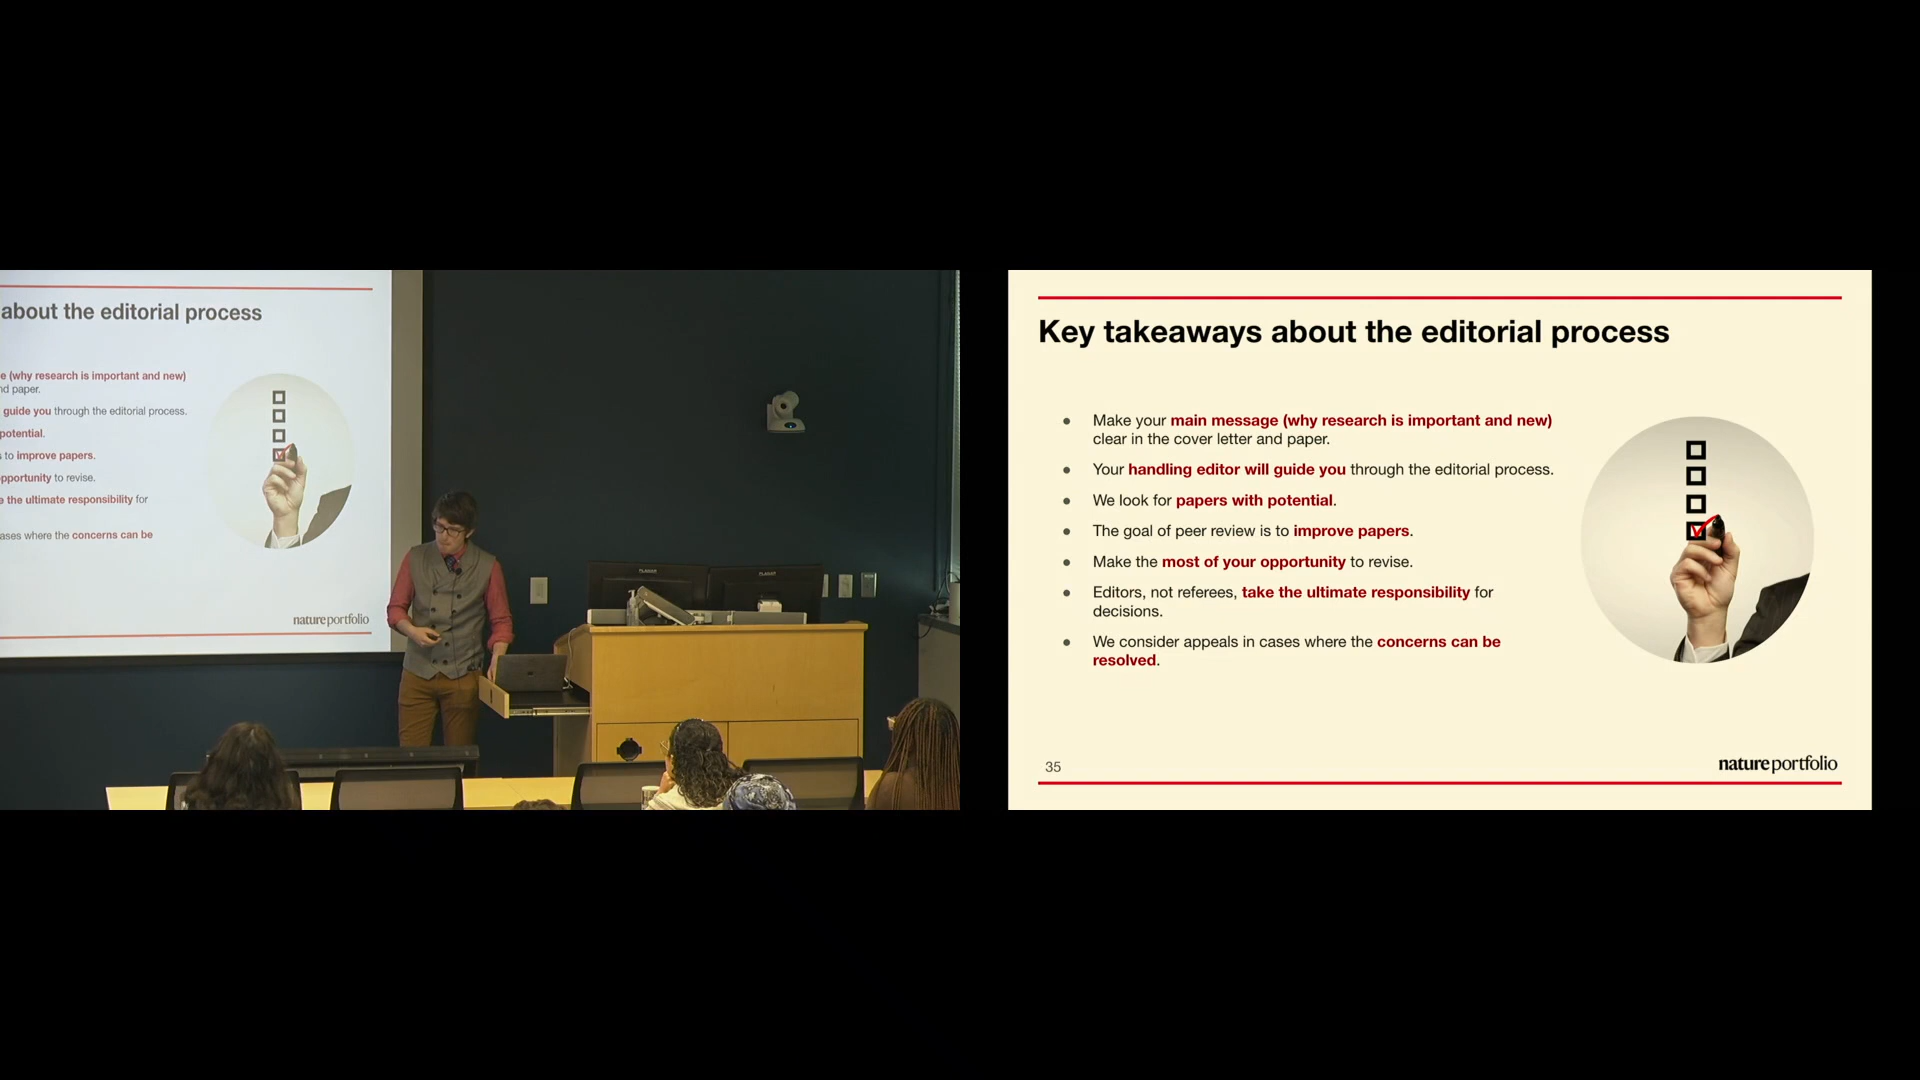 about the editorial process
e (why research is important and new)
nd paper.
guide you through the editorial process.
potential.
s to improve papers.
pportunity to revise.
e the ultimate responsibility for
ases where the concerns can be
nature portfolio
Key takeaways about the editorial process
● Make your main message (why research is important and new)
clear in the cover letter and paper.
● Your handling editor will guide you through the editorial process.
● We look for papers with potential.
● The goal of peer review is to improve papers.
● Make the most of your opportunity to revise.
● Editors, not referees, take the ultimate responsibility for
decisions.
● We consider appeals in cases where the concerns can be
resolved.
35
nature portfolio